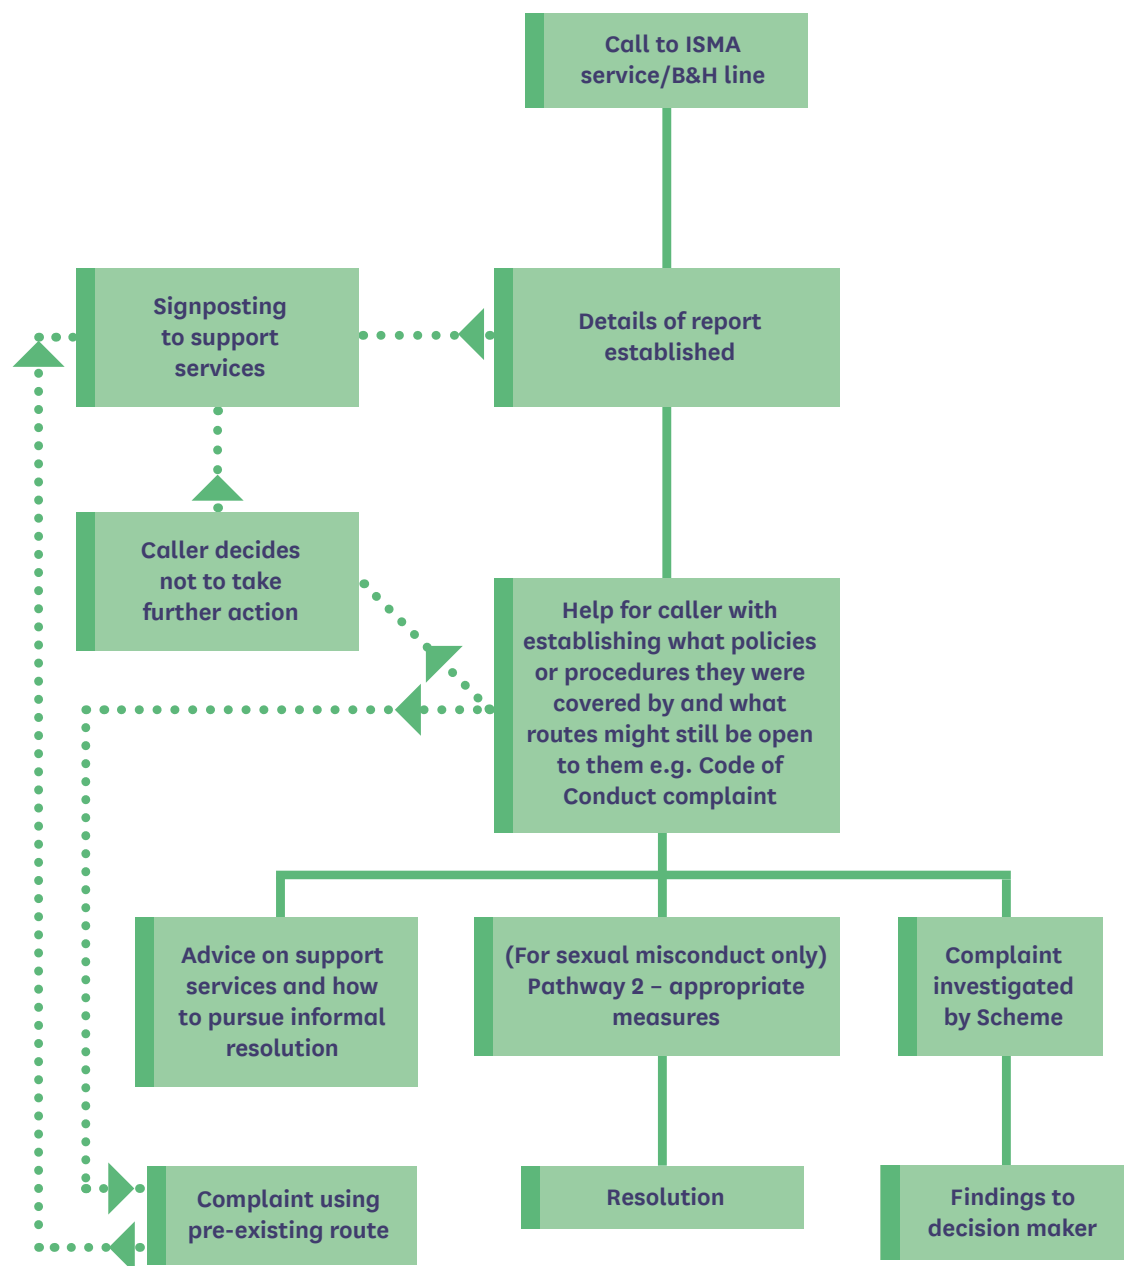 Call to ISMA
service/B&H line
Signposting
to support
services
Details of report
established
Caller decides
not to take
further action
Help for caller with
establishing what policies
or procedures they were
covered by and what
routes might still be open
to them e.g. Code of
Conduct complaint
Advice on support
services and how
to pursue informal
resolution
(For sexual misconduct only)
Pathway 2 – appropriate
measures
Complaint
investigated
by Scheme
Complaint using
pre-existing route
Resolution
Findings to
decision maker